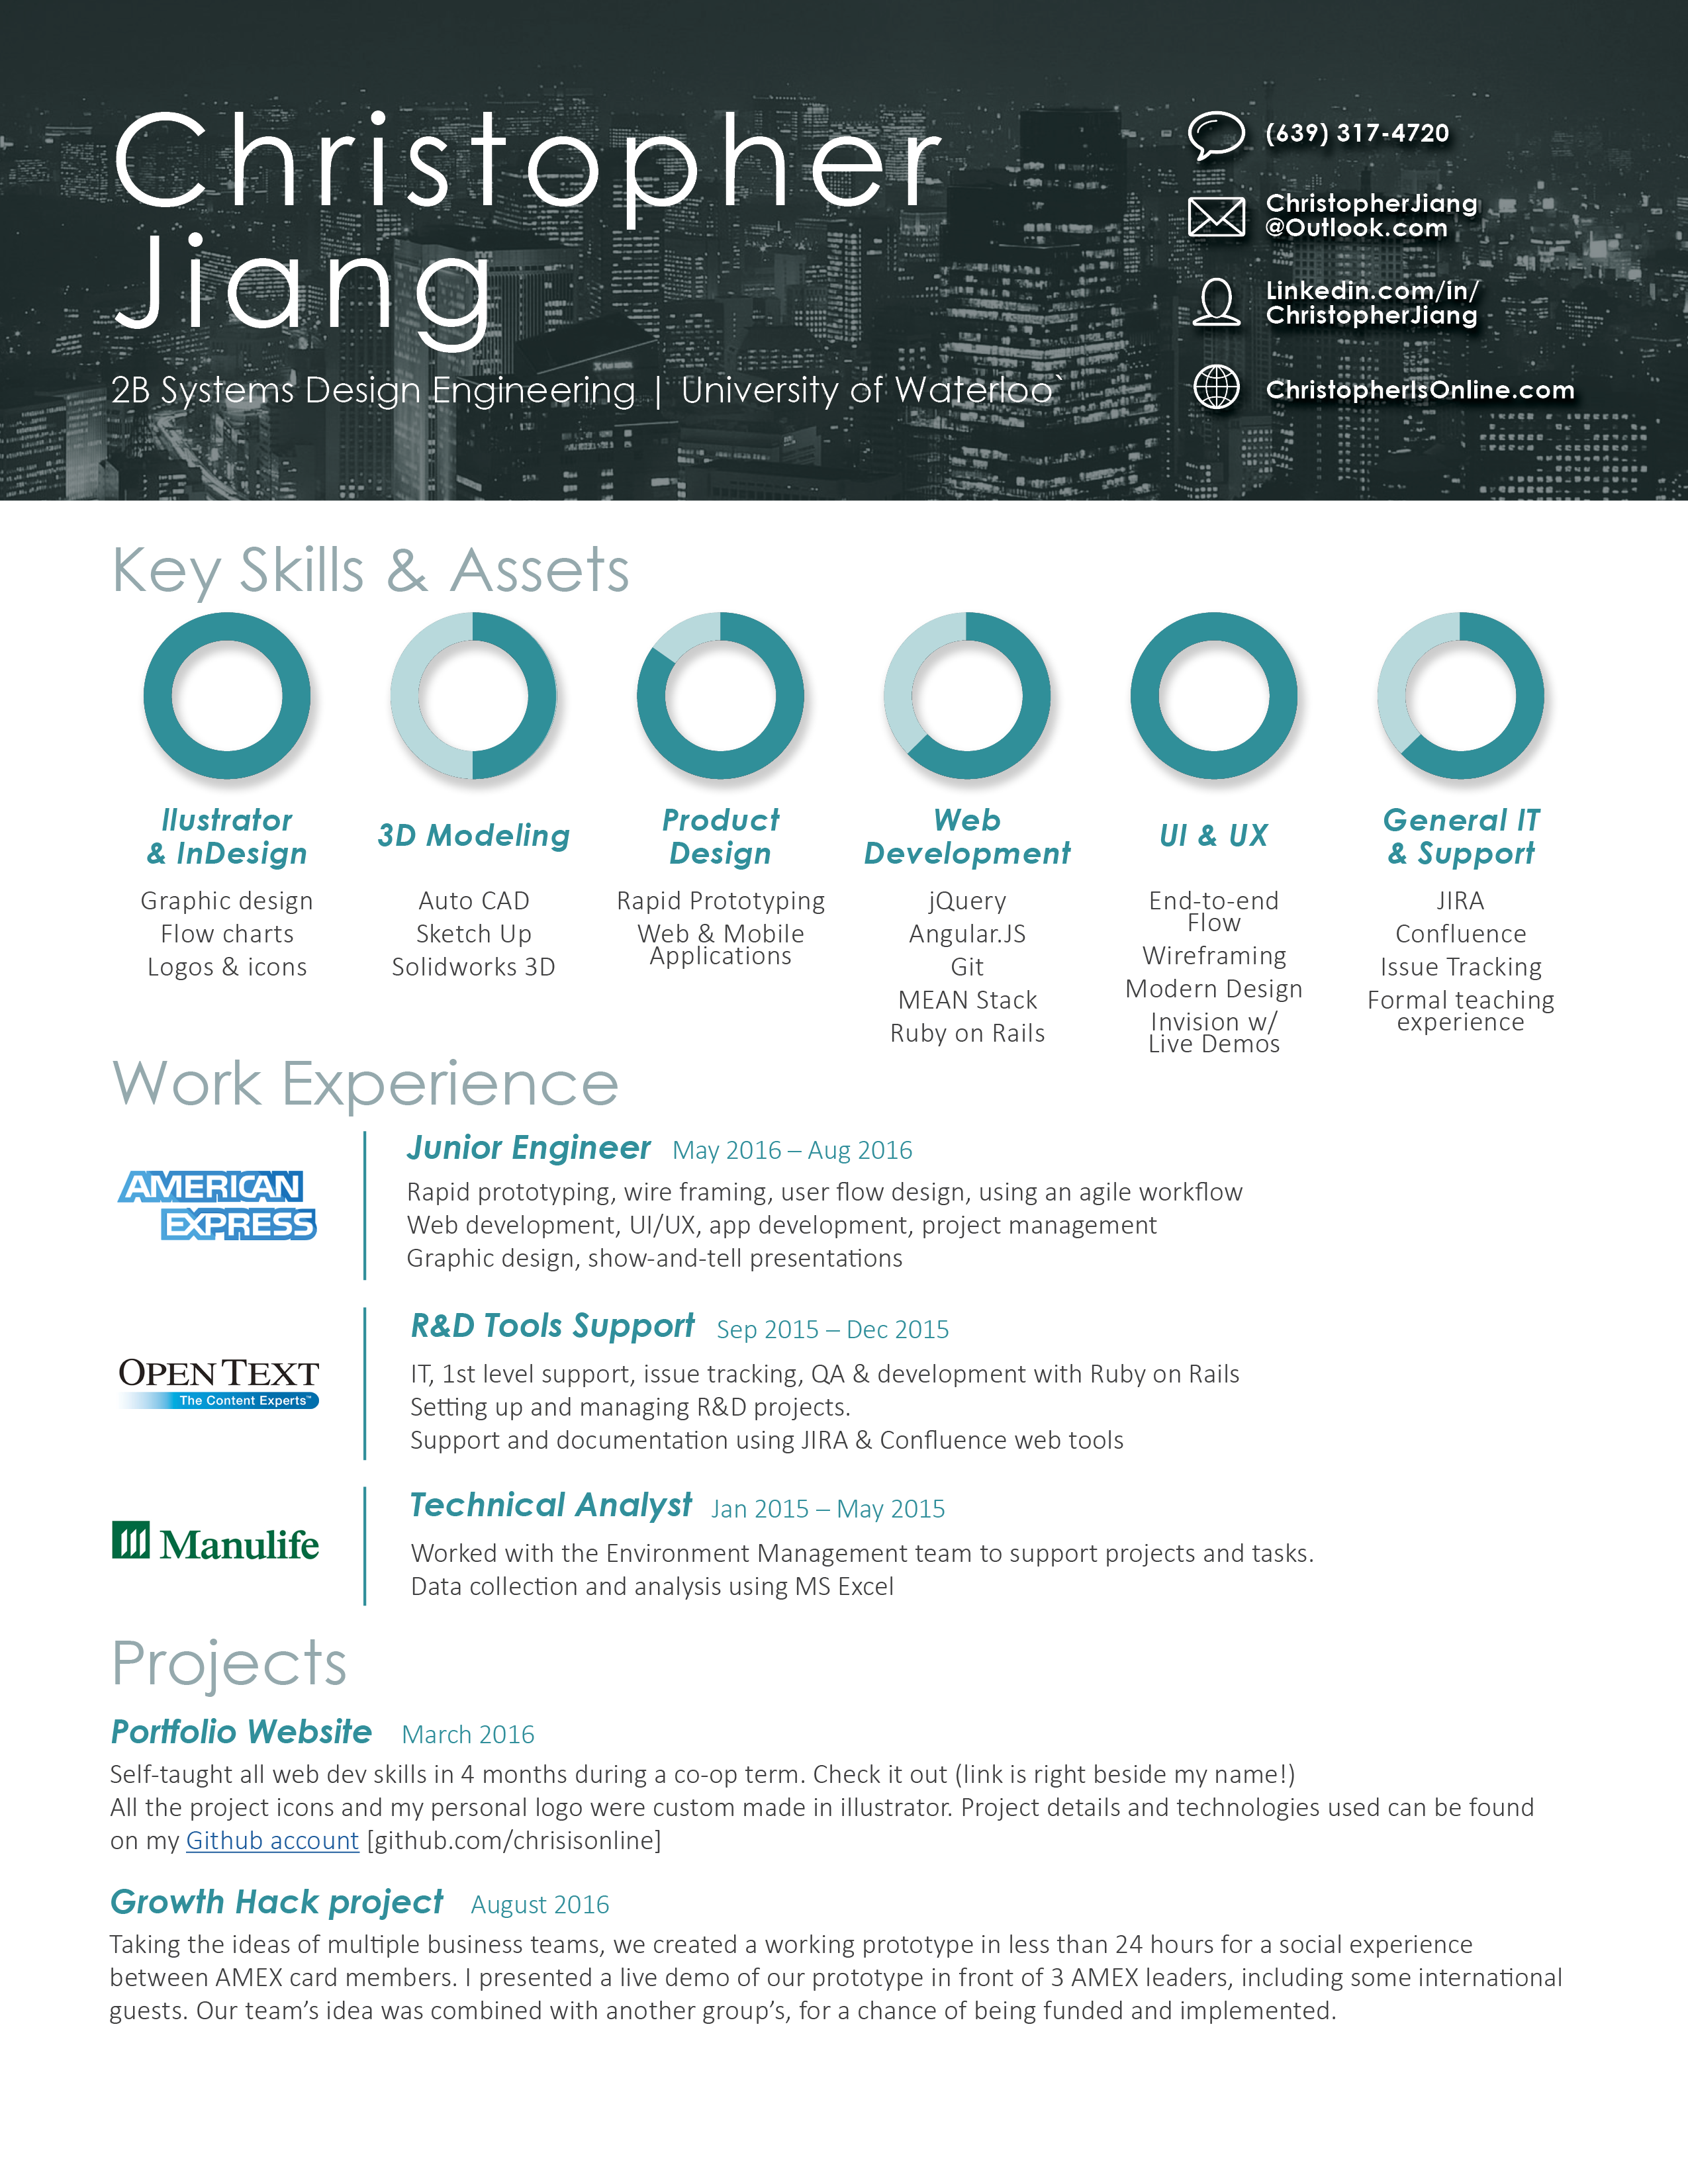 Christopher
Jiang
2B Systems Design Engineering | University of Waterloo`
(639) 317-4720
ChristopherJiang
@Outlook.com
Linkedin.com/in/
ChristopherJiang
ChristopherIsOnline.com
Key Skills & Assets
Ilustrator
& InDesign
Graphic design
Flow charts
Logos & icons
3D Modeling
Auto CAD
Sketch Up
Solidworks 3D
Product
Design
Rapid Prototyping
Web & Mobile
Applications
Web
Development
jQuery
Angular.JS
Git
MEAN Stack
Ruby on Rails
UI & UX
End-to-end
Flow
Wireframing
Modern Design
Invision w/
Live Demos
General IT
& Support
JIRA
Confluence
Issue Tracking
Formal teaching
experience
Work Experience
AMERICAN
EXPRESS
Junior Engineer May 2016 – Aug 2016
Rapid prototyping, wire framing, user flow design, using an agile workflow
Web development, UI/UX, app development, project management
Graphic design, show-and-tell presentations
OPEN TEXT
The Content Experts™
R&D Tools Support Sep 2015 – Dec 2015
IT, 1st level support, issue tracking, QA & development with Ruby on Rails
Setting up and managing R&D projects.
Support and documentation using JIRA & Confluence web tools
Manulife
Technical Analyst Jan 2015 – May 2015
Worked with the Environment Management team to support projects and tasks.
Data collection and analysis using MS Excel
Projects
Portfolio Website March 2016
Self-taught all web dev skills in 4 months during a co-op term. Check it out (link is right beside my name!)
All the project icons and my personal logo were custom made in illustrator. Project details and technologies used can be found
on my Github account [github.com/chrisisonline]
Growth Hack project August 2016
Taking the ideas of multiple business teams, we created a working prototype in less than 24 hours for a social experience
between AMEX card members. I presented a live demo of our prototype in front of 3 AMEX leaders, including some international
guests. Our team’s idea was combined with another group’s, for a chance of being funded and implemented.